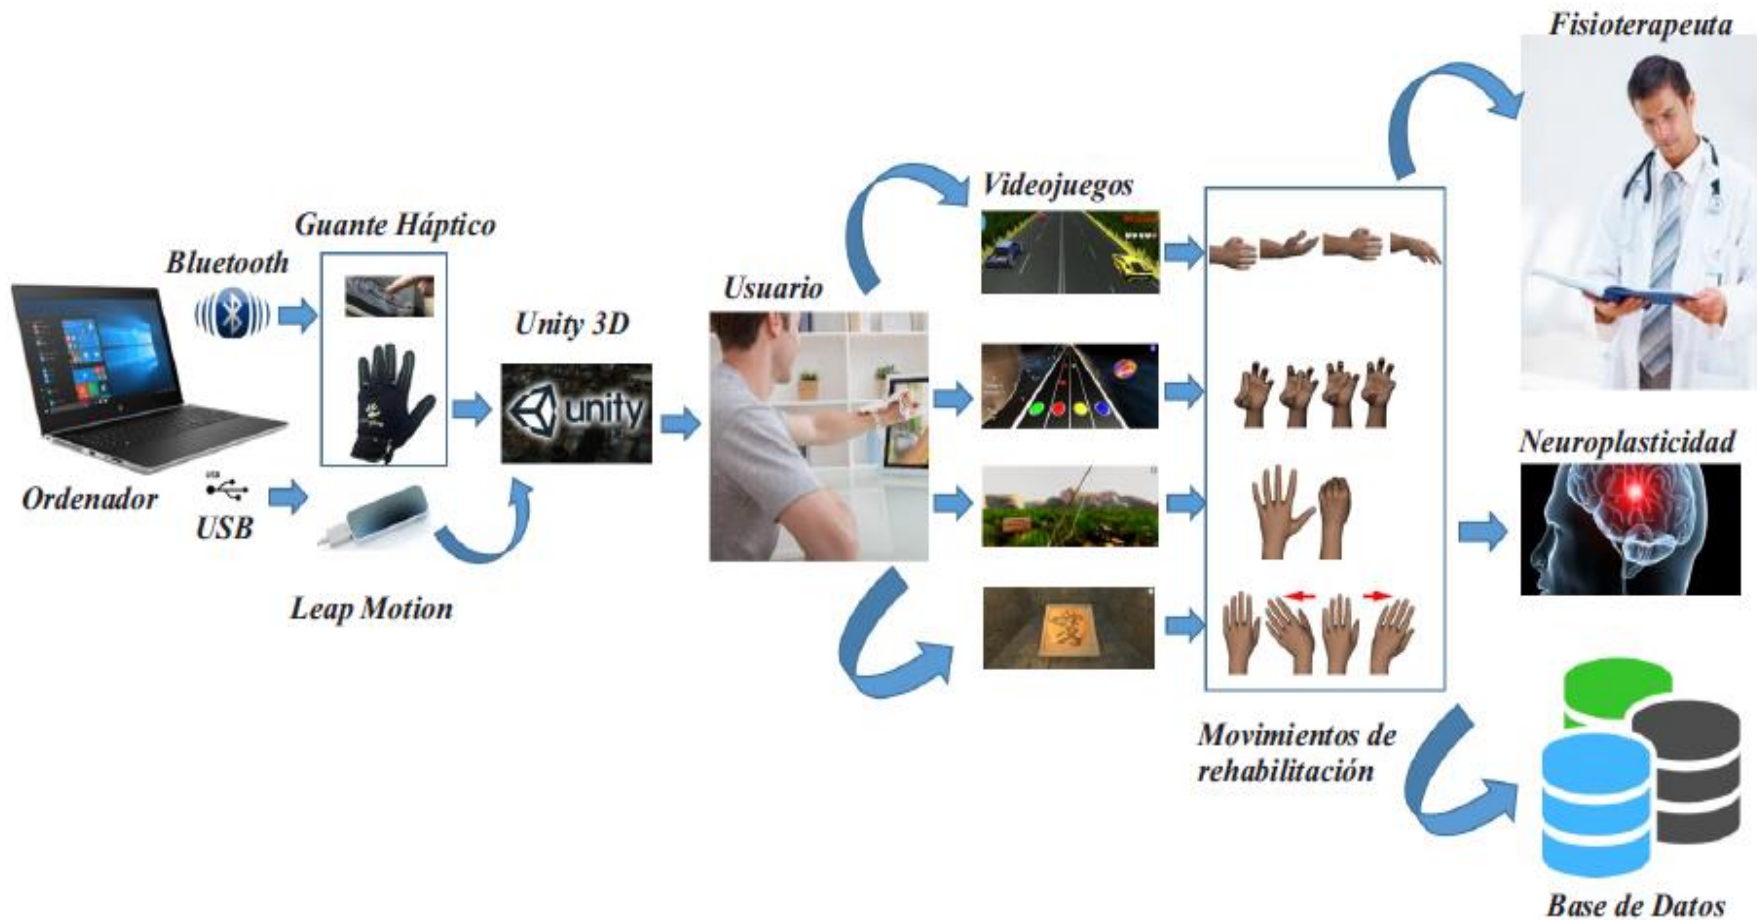 Fisioterapeuta
Videojuegos
Guante Háptico
Bluetooth
Usuario
Unity 3D
unity
Neuroplasticidad
Ordenador
USB
USB
Leap Motion
Movimientos de
rehabilitación
Base de Datos